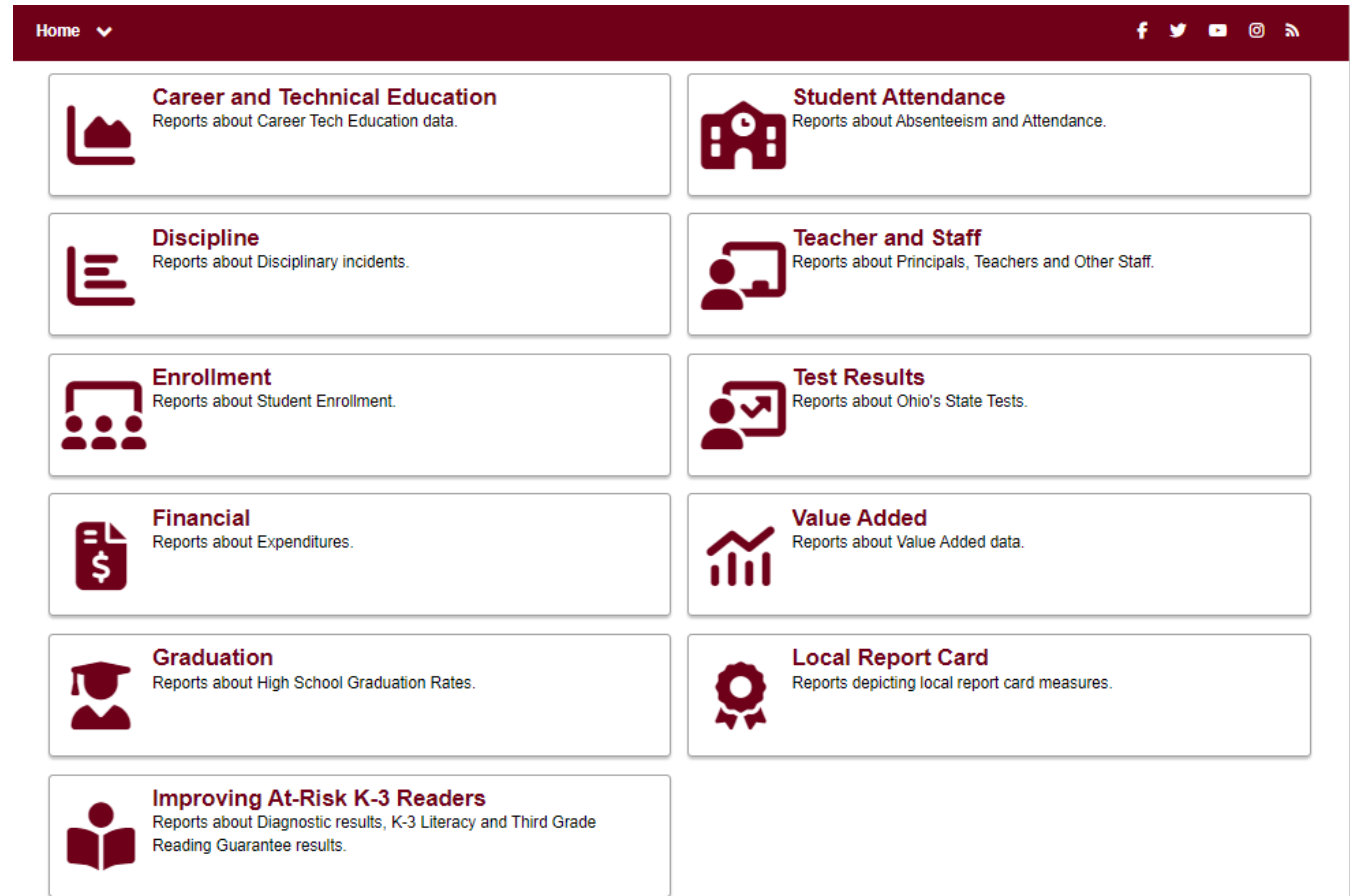 Home
Career and Technical Education
Reports about Career Tech Education data.
Student Attendance
Reports about Absenteeism and Attendance.
Discipline
Reports about Disciplinary incidents.
Teacher and Staff
Reports about Principals, Teachers and Other Staff.
Enrollment
Reports about Student Enrollment.
Test Results
Reports about Ohio's State Tests.
Financial
Reports about Expenditures.
Value Added
Reports about Value Added data.
Graduation
Reports about High School Graduation Rates.
Local Report Card
Reports depicting local report card measures.
Improving At-Risk K-3 Readers
Reports about Diagnostic results, K-3 Literacy and Third Grade
Reading Guarantee results.